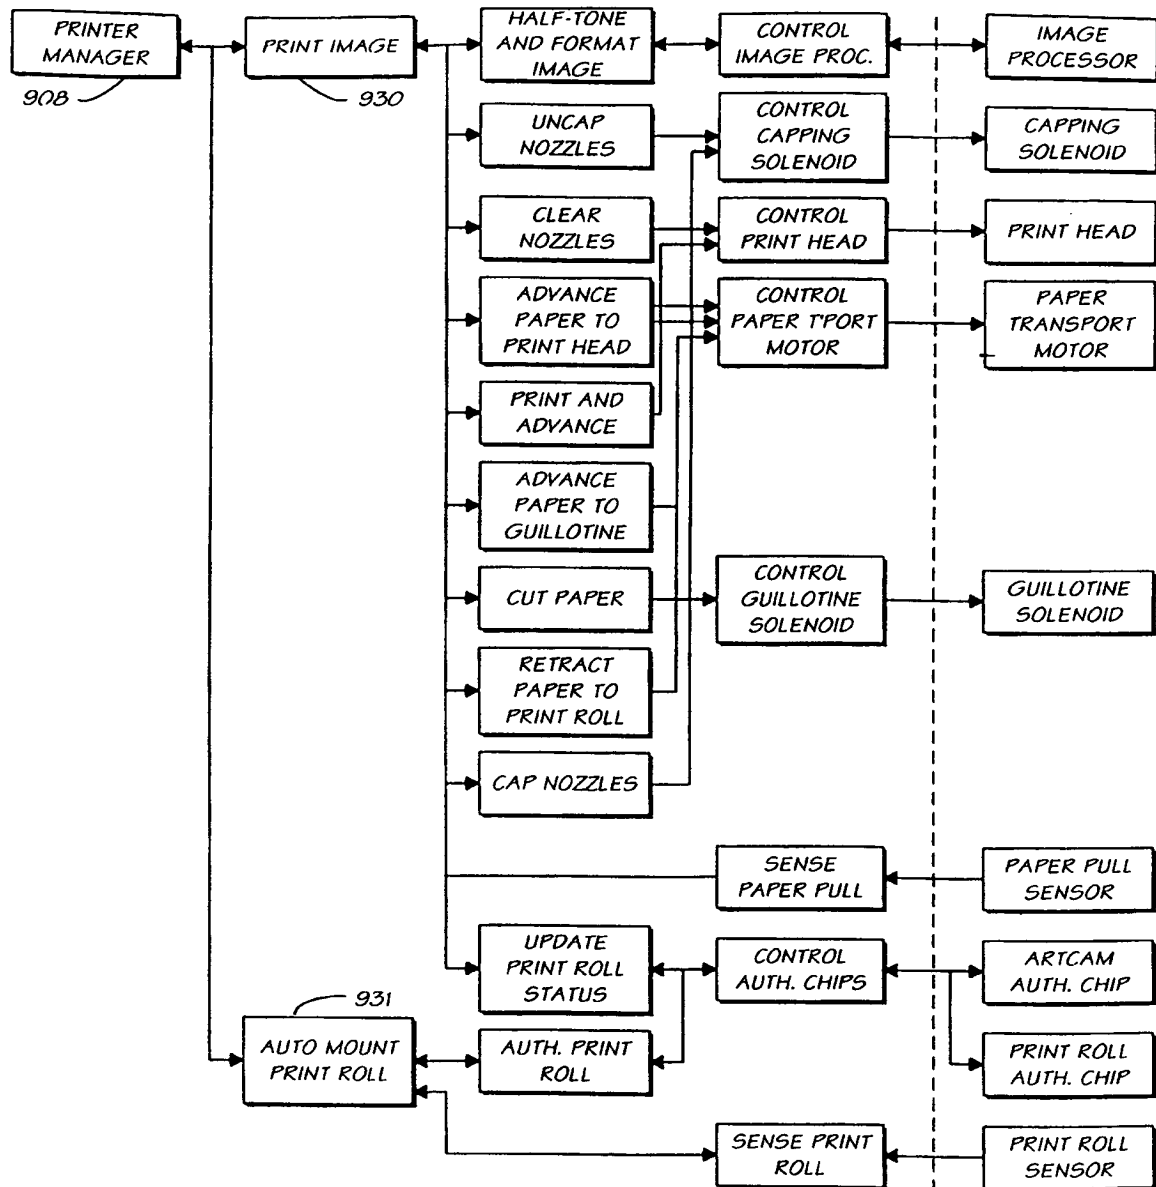 PRINTER
MANAGER
908
PRINT IMAGE
930
HALF-TONE
AND FORMAT
IMAGE
CONTROL
IMAGE PROC.
IMAGE
PROCESSOR
UNCAP
NOZZLES
CONTROL
CAPPING
SOLENOID
CAPPING
SOLENOID
CLEAR
NOZZLES
CONTROL
PRINT HEAD
PRINT HEAD
ADVANCE
PAPER TO
PRINT HEAD
CONTROL
PAPER T'PORT
MOTOR
PAPER
TRANSPORT
MOTOR
PRINT AND
ADVANCE
ADVANCE
PAPER TO
GUILLOTINE
CUT PAPER
CONTROL
GUILLOTINE
SOLENOID
GUILLOTINE
SOLENOID
RETRACT
PAPER TO
PRINT ROLL
CAP NOZZLES
SENSE
PAPER PULL
PAPER PULL
SENSOR
UPDATE
PRINT ROLL
STATUS
CONTROL
AUTH. CHIPS
ARTCAM
AUTH. CHIP
931
AUTO MOUNT
PRINT ROLL
AUTH. PRINT
ROLL
PRINT ROLL
AUTH. CHIP
SENSE PRINT
ROLL
PRINT ROLL
SENSOR